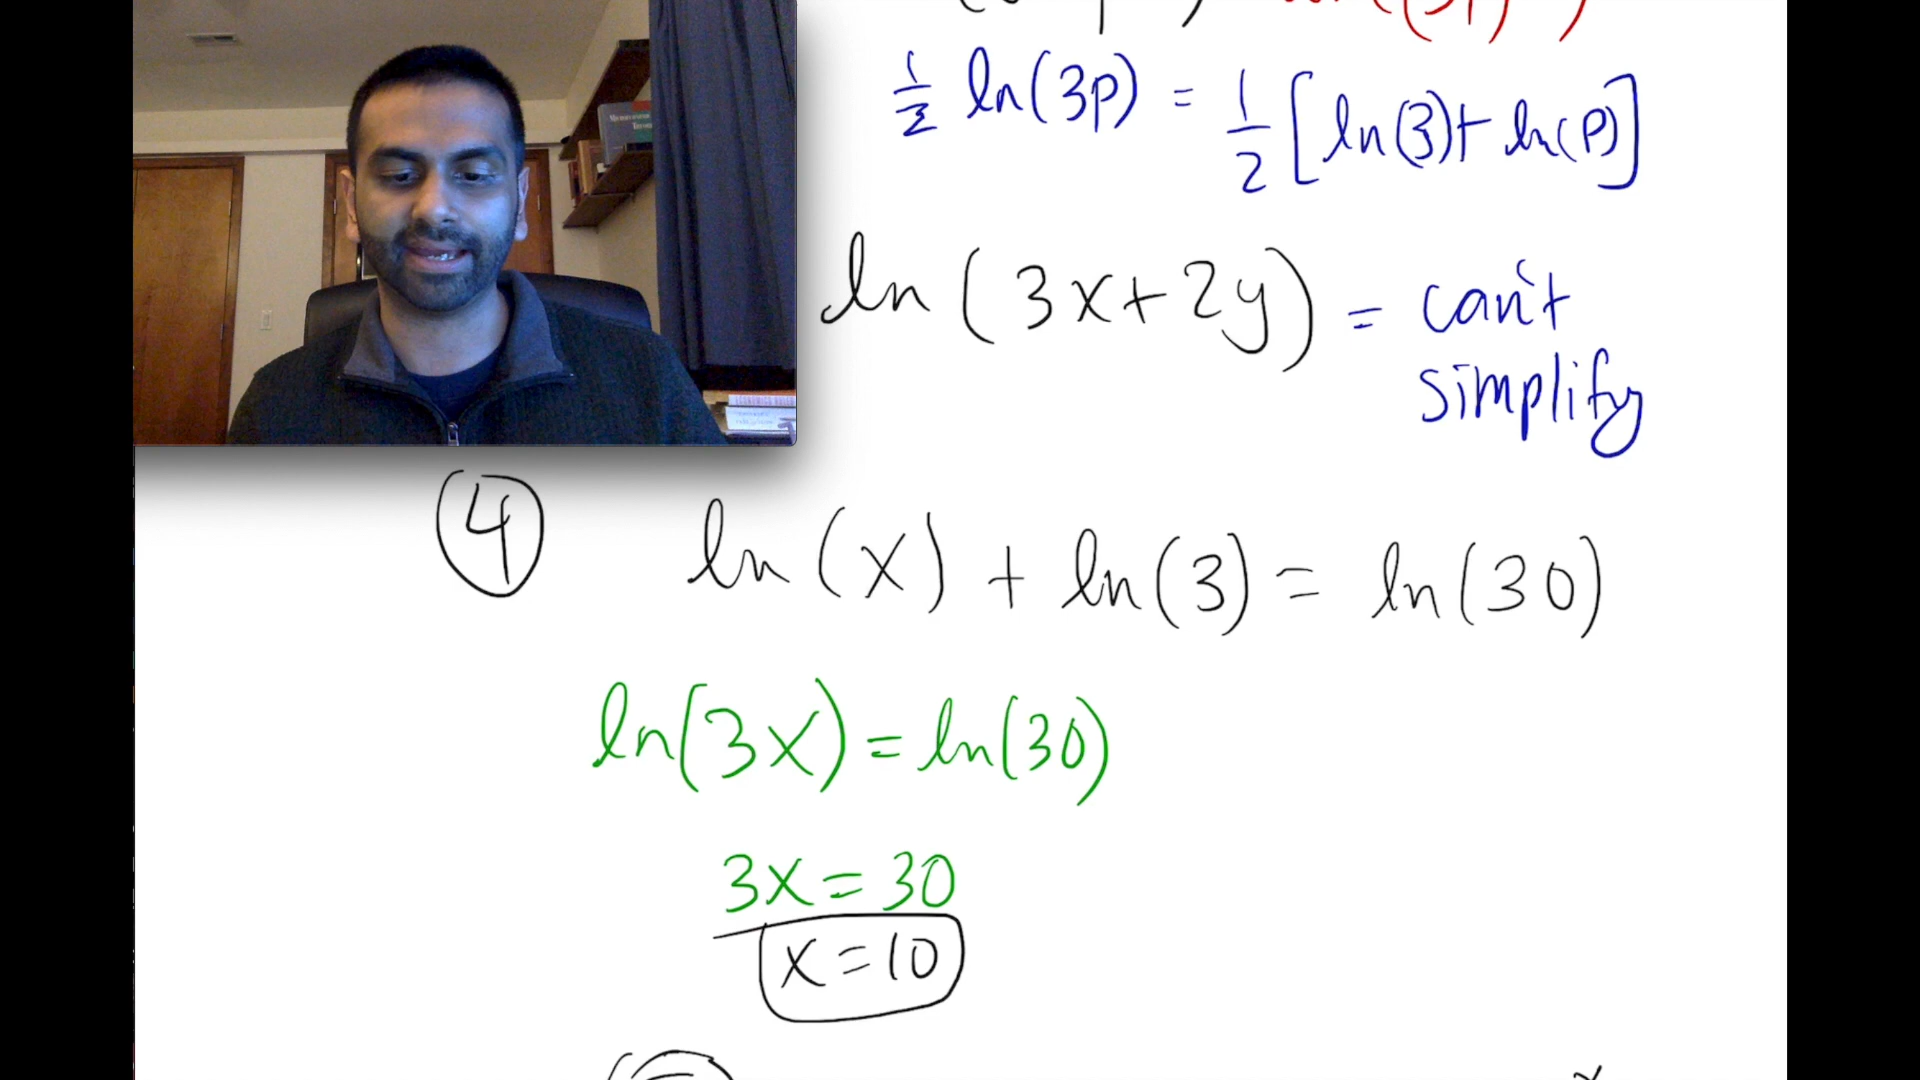 ½ ln(3p) = 1/2 [ln(3)+ ln(p)]
ln(3x+2y) = can't
simplify
④ ln(x) + ln(3) = ln(30)
ln(3x) = ln(30)
3x = 30
x = 10